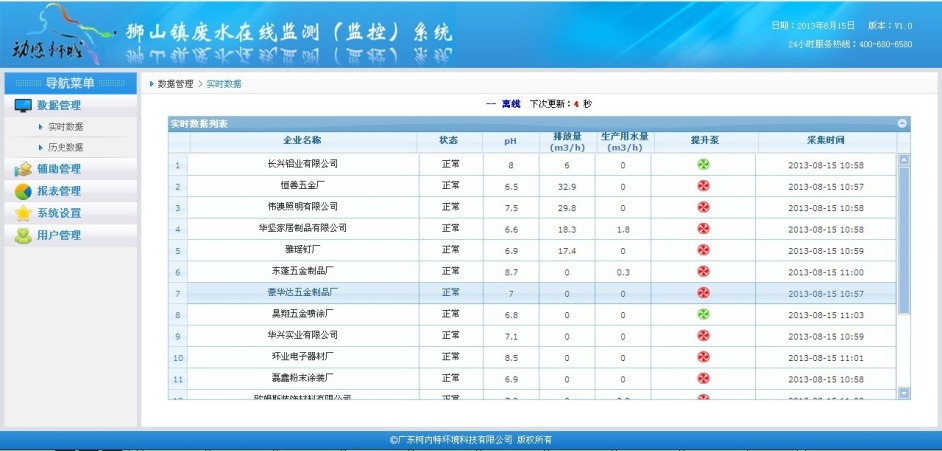 动感狮城
狮山镇废水在线监测（监控）系统
日期：2013年8月15日 版本：V1.0
24小时服务热线：400-680-6580
导航菜单
数据管理
实时数据
历史数据
辅助管理
报表管理
系统设置
用户管理
数据管理 > 实时数据
-- 离线 下次更新：4 秒
实时数据列表
企业名称 状态 pH 排放量(m3/h) 生产用水量(m3/h) 提升泵 采集时间
1 长兴铝业有限公司 正常 8 6 0 2013-08-15 10:58
2 恒善五金厂 正常 6.5 32.9 0 2013-08-15 10:57
3 伟澳照明有限公司 正常 7.5 29.8 0 2013-08-15 10:58
4 华坚家居制品有限公司 正常 6.6 18.3 1.8 2013-08-15 10:58
5 雅瑶钉厂 正常 6.9 17.4 0 2013-08-15 10:59
6 东蓬五金制品厂 正常 8.7 0 0.3 2013-08-15 11:00
7 豪华达五金制品厂 正常 7 0 0 2013-08-15 10:57
8 昊翔五金喷涂厂 正常 6.8 0 0 2013-08-15 11:03
9 华兴实业有限公司 正常 7.1 0 0 2013-08-15 10:59
10 环业电子器材厂 正常 8.5 0 0 2013-08-15 11:01
11 磊鑫粉末涂装厂 正常 6.9 0 0 2013-08-15 10:58
©广东柯内特环境科技有限公司 版权所有